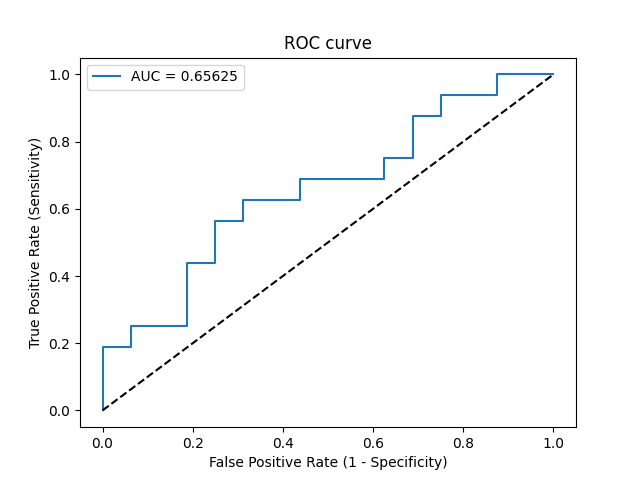 ROC curve
AUC = 0.65625
1.0
0.8
0.6
0.4
0.2
0.0
True Positive Rate (Sensitivity)
0.0 0.2 0.4 0.6 0.8 1.0
False Positive Rate (1 - Specificity)